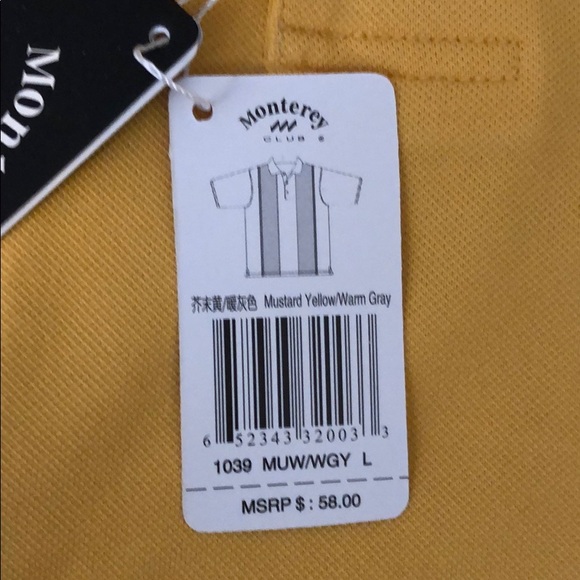 Mon
Monterey
CLUB ®
芥末黄/暖灰色 Mustard Yellow/Warm Gray
6 52343 32003 3
1039 MUW/WGY L
MSRP $ : 58.00